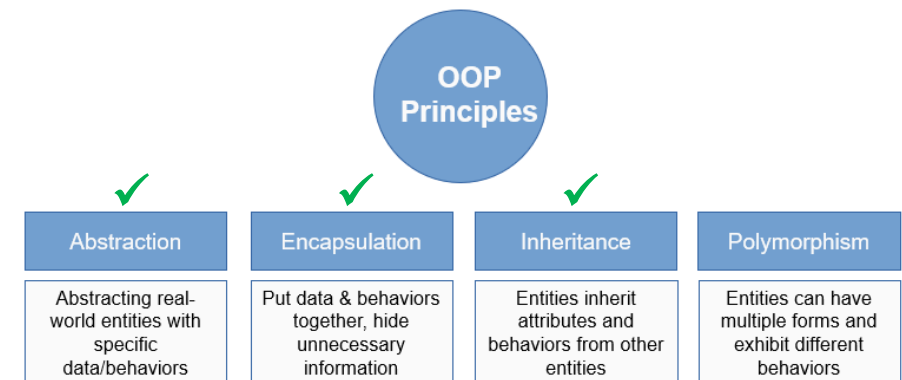 OOP
Principles
Abstraction
Encapsulation
Inheritance
Polymorphism
Abstracting real-
world entities with
specific
data/behaviors
Put data & behaviors
together, hide
unnecessary
information
Entities inherit
attributes and
behaviors from other
entities
Entities can have
multiple forms and
exhibit different
behaviors